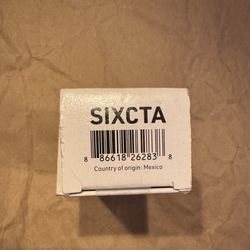 SIXCTA
8 86618 26283 8
Country of origin: Mexico